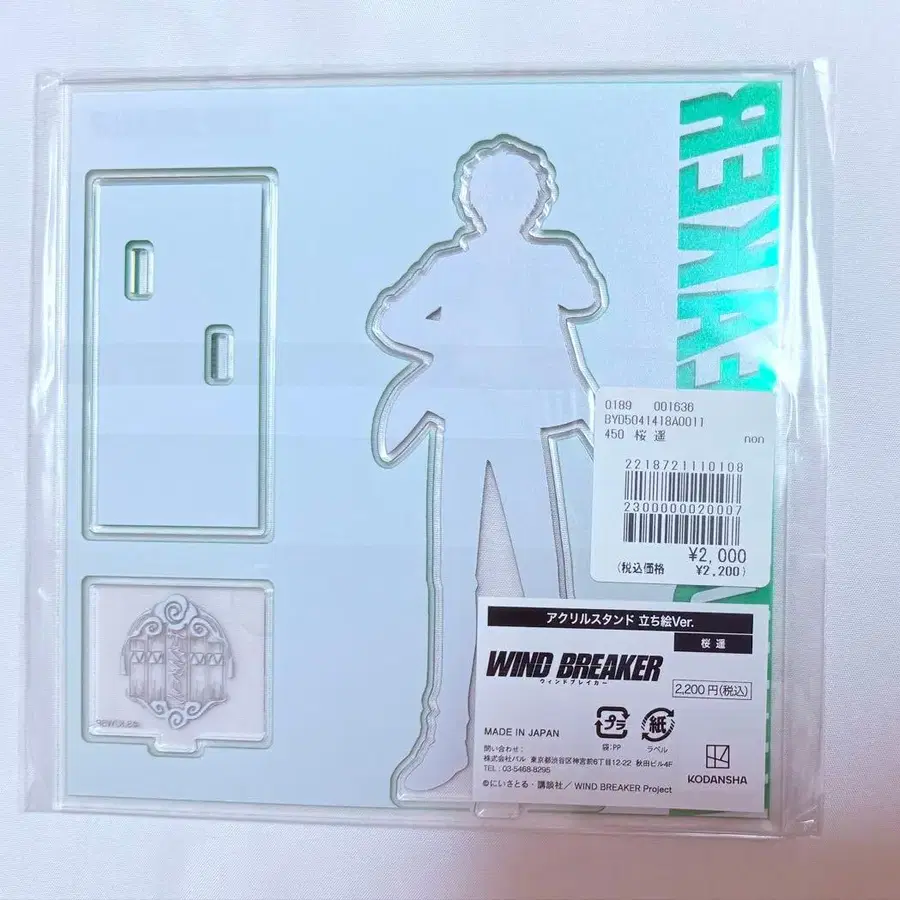 REAKER
0189 001636
BYD5041418A0011
450 桜 遥 non
2218721110108
2300000020007
¥2,000
(税込価格 ¥2,200)
アクリルスタンド 立ち絵Ver.
桜 遥
WIND BREAKER
ウィンドブレイカー
2,200円(税込)
プラ
紙
袋:PP
ラベル
MADE IN JAPAN
問い合わせ:
株式会社パル 東京都渋谷区神宮前6丁目12-22 秋田ビル4F
TEL : 03-5468-8295
KODANSHA
©にいさとる・講談社／WIND BREAKER Project